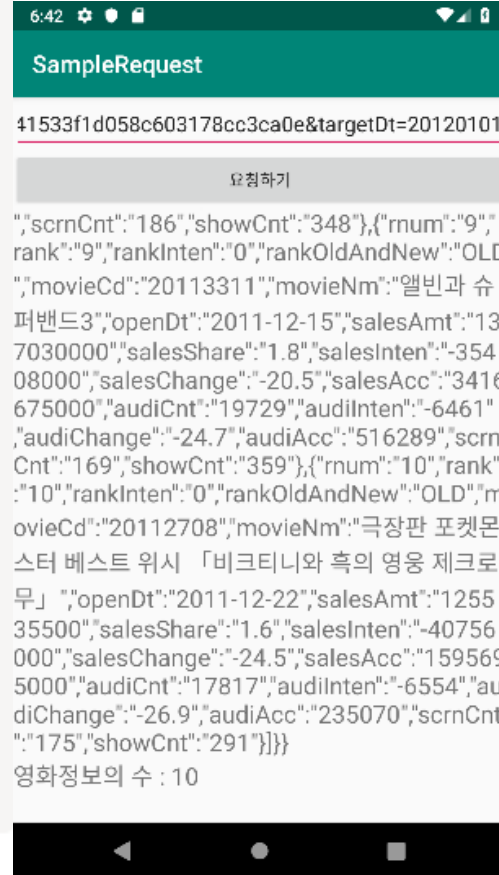 6:42
SampleRequest
41533f1d058c603178cc3ca0e&targetDt=20120101
요청하기
","scrnCnt":"186","showCnt":"348"},{"rnum":"9","
rank":"9","rankInten":"0","rankOldAndNew":"OLD
","movieCd":"20113311","movieNm":"앨빈과 슈
퍼밴드3","openDt":"2011-12-15","salesAmt":"13
7030000","salesShare":"1.8","salesInten":"-354
08000","salesChange":"-20.5","salesAcc":"3416
675000","audiCnt":"19729","audiInten":"-6461"
,"audiChange":"-24.7","audiAcc":"516289","scrn
Cnt":"169","showCnt":"359"},{"rnum":"10","rank"
:"10","rankInten":"0","rankOldAndNew":"OLD","m
ovieCd":"20112708","movieNm":"극장판 포켓몬
스터 베스트 위시 「비크티니와 흑의 영웅 제크로
무」 ","openDt":"2011-12-22","salesAmt":"1255
35500","salesShare":"1.6","salesInten":"-40756
000","salesChange":"-24.5","salesAcc":"159569
5000","audiCnt":"17817","audiInten":"-6554","au
diChange":"-26.9","audiAcc":"235070","scrnCnt
":"175","showCnt":"291"}]}}
영화정보의 수 : 10